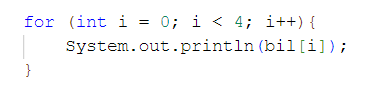 for (int i = 0; i < 4; i++){
    System.out.println(bil[i]);
}